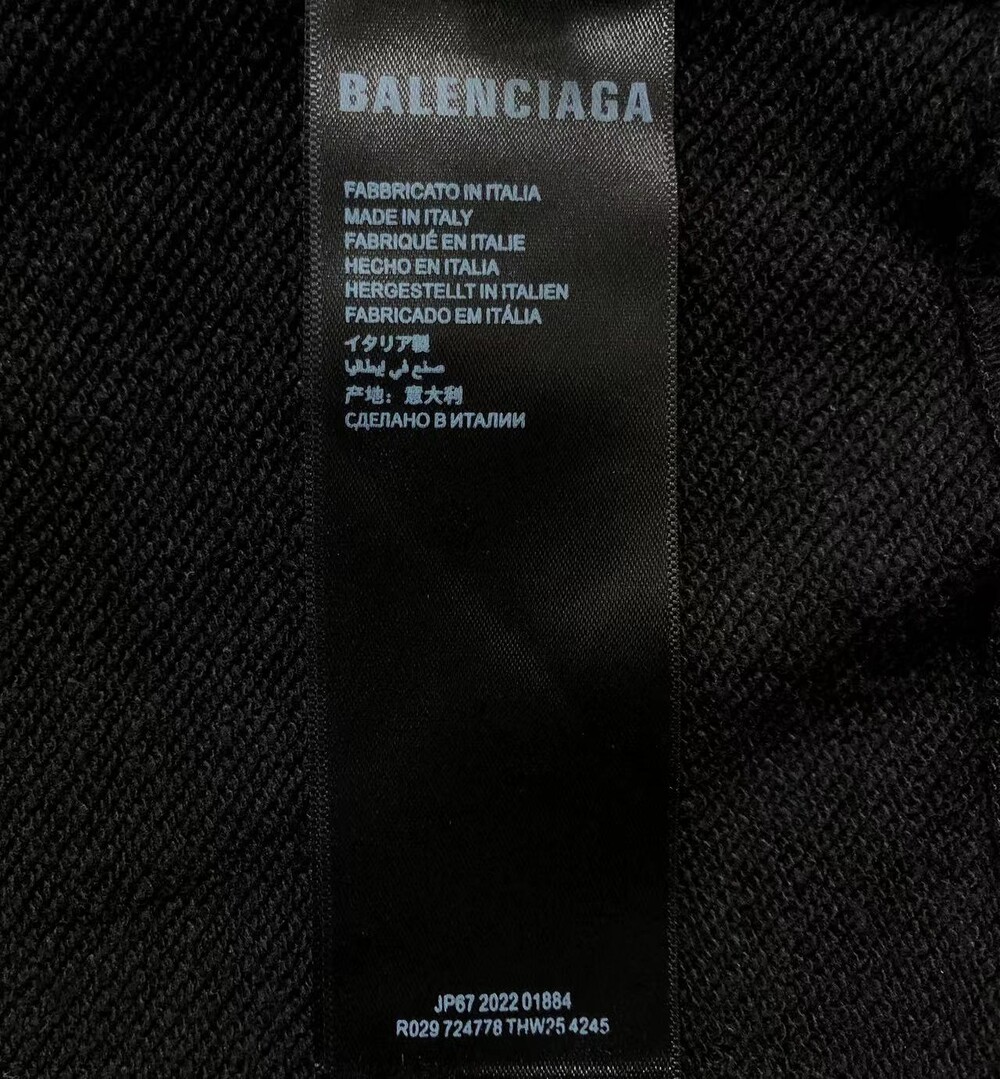 BALENCIAGA
FABBRICATO IN ITALIA
MADE IN ITALY
FABRIQUÉ EN ITALIE
HECHO EN ITALIA
HERGESTELLT IN ITALIEN
FABRICADO EM ITÁLIA
イタリア製
صنع في إيطاليا
产地：意大利
СДЕЛАНО В ИТАЛИИ
JP67 2022 01884
R029 724778 THW25 4245